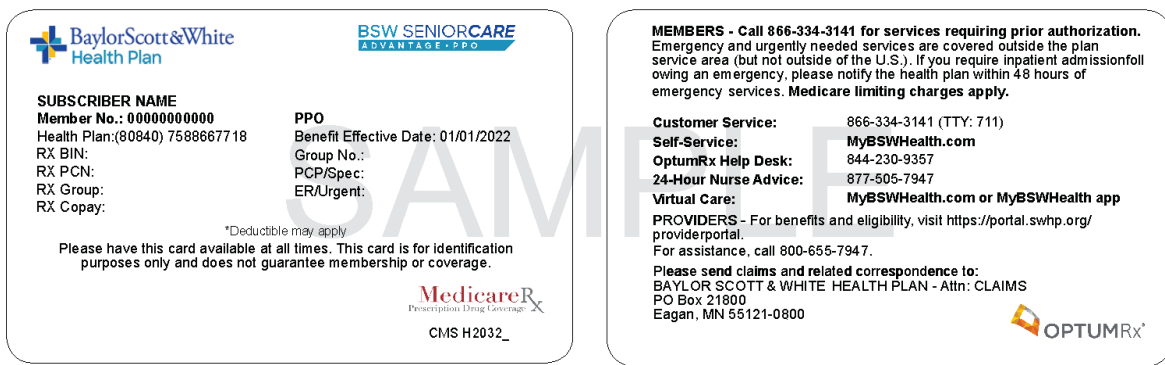 BaylorScott&White
Health Plan
BSW SENIORCARE
ADVANTAGE • PPO
SUBSCRIBER NAME
Member No.: 00000000000
Health Plan:(80840) 7588667718
RX BIN:
RX PCN:
RX Group:
RX Copay:
PPO
Benefit Effective Date: 01/01/2022
Group No.:
PCP/Spec:
ER/Urgent:
*Deductible may apply
Please have this card available at all times. This card is for identification
purposes only and does not guarantee membership or coverage.
MedicareRx
Prescription Drug Coverage
CMS H2032_
SAMPLE
MEMBERS - Call 866-334-3141 for services requiring prior authorization.
Emergency and urgently needed services are covered outside the plan
service area (but not outside of the U.S.). If you require inpatient admissionfoll
owing an emergency, please notify the health plan within 48 hours of
emergency services. Medicare limiting charges apply.
Customer Service: 866-334-3141 (TTY: 711)
Self-Service: MyBSWHealth.com
OptumRx Help Desk: 844-230-9357
24-Hour Nurse Advice: 877-505-7947
Virtual Care: MyBSWHealth.com or MyBSWHealth app
PROVIDERS - For benefits and eligibility, visit https://portal.swhp.org/
providerportal.
For assistance, call 800-655-7947.
Please send claims and related correspondence to:
BAYLOR SCOTT & WHITE HEALTH PLAN - Attn: CLAIMS
PO Box 21800
Eagan, MN 55121-0800
OPTUMRx